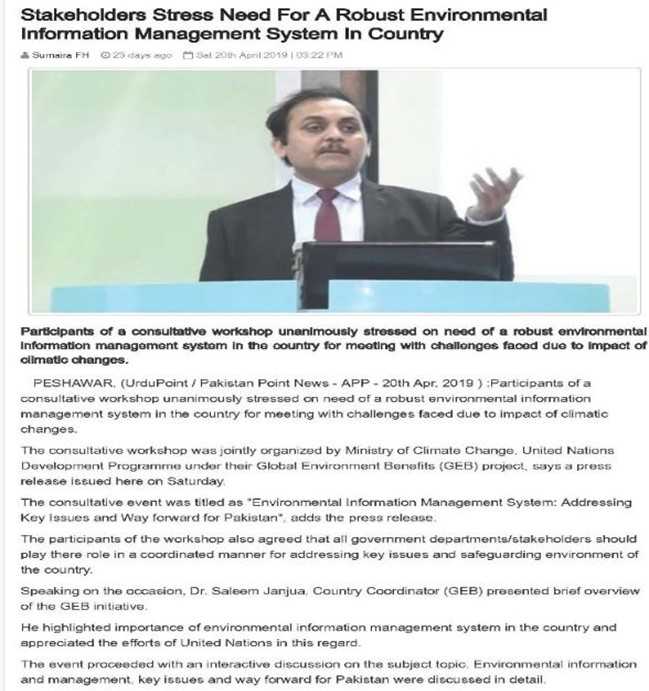 Stakeholders Stress Need For A Robust Environmental
Information Management System In Country
Sumaira FH 25 days ago Sat 20th April 2019 | 03:22 PM
Participants of a consultative workshop unanimously stressed on need of a robust environmental
information management system in the country for meeting with challenges faced due to impact of
climatic changes.
PESHAWAR, (UrduPoint / Pakistan Point News - APP - 20th Apr, 2019 ) :Participants of a
consultative workshop unanimously stressed on need of a robust environmental information
management system in the country for meeting with challenges faced due to impact of climatic
changes.
The consultative workshop was jointly organized by Ministry of Climate Change, United Nations
Development Programme under their Global Environment Benefits (GEB) project, says a press
release issued here on Saturday.
The consultative event was titled as "Environmental Information Management System: Addressing
Key Issues and Way forward for Pakistan", adds the press release.
The participants of the workshop also agreed that all government departments/stakeholders should
play there role in a coordinated manner for addressing key issues and safeguarding environment of
the country.
Speaking on the occasion, Dr. Saleem Janjua, Country Coordinator (GEB) presented brief overview
of the GEB initiative.
He highlighted importance of environmental information management system in the country and
appreciated the efforts of United Nations in this regard.
The event proceeded with an interactive discussion on the subject topic. Environmental information
and management, key issues and way forward for Pakistan were discussed in detail.